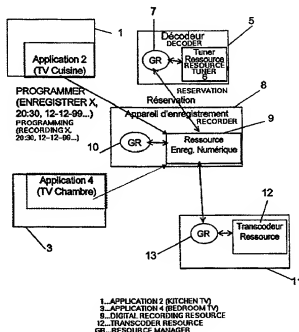 1
Application 2
(TV Cuisine)
7
5
Décodeur
DECODER
GR
Tuner
Ressource
RESOURCE
TUNER
6
RESERVATION
Réservation
PROGRAMMER
(ENREGISTRER X,
20:30, 12-12-99...)
PROGRAMMING
(RECORDING X,
20:30, 12-12-99...)
8
Appareil d'enregistrement
RECORDER
9
GR
10
Ressource
Enreg. Numérique
Application 4
(TV Chambre)
3
12
GR
13
Transcodeur
Ressource
11
1...APPLICATION 2 (KITCHEN TV)
3...APPLICATION 4 (BEDROOM TV)
9...DIGITAL RECORDING RESOURCE
12...TRANSCODER RESOURCE
GR...RESOURCE MANAGER